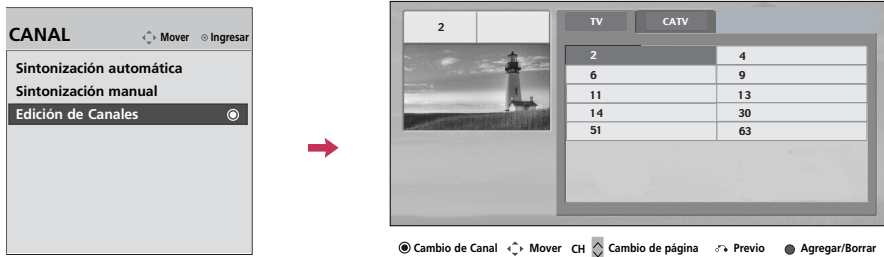 CANAL Mover Ingresar
Sintonización automática
Sintonización manual
Edición de Canales
2
TV CATV
2 4
6 9
11 13
14 30
51 63
Cambio de Canal Mover CH Cambio de página Previo Agregar/Borrar